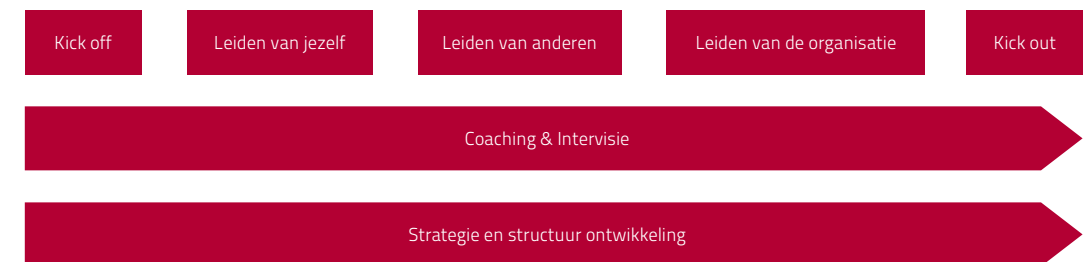 Kick off
Leiden van jezelf
Leiden van anderen
Leiden van de organisatie
Kick out
Coaching & Intervisie
Strategie en structuur ontwikkeling